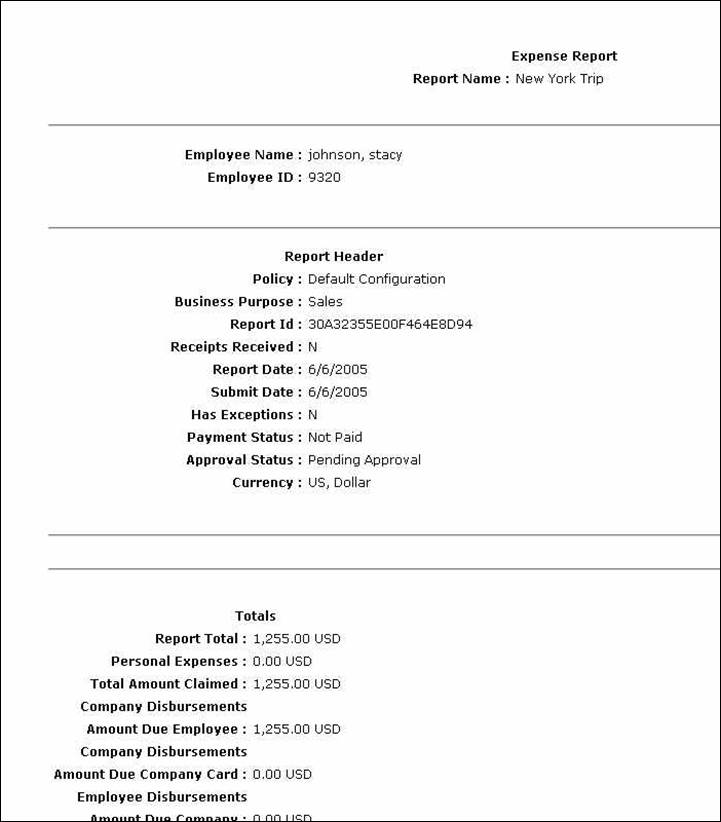 Expense Report
Report Name : New York Trip
Employee Name : johnson, stacy
Employee ID : 9320
Report Header
Policy : Default Configuration
Business Purpose : Sales
Report Id : 30A32355E00F464E8D94
Receipts Received : N
Report Date : 6/6/2005
Submit Date : 6/6/2005
Has Exceptions : N
Payment Status : Not Paid
Approval Status : Pending Approval
Currency : US, Dollar
Totals
Report Total : 1,255.00 USD
Personal Expenses : 0.00 USD
Total Amount Claimed : 1,255.00 USD
Company Disbursements
Amount Due Employee : 1,255.00 USD
Company Disbursements
Amount Due Company Card : 0.00 USD
Employee Disbursements
Amount Due Company : 0.00 USD